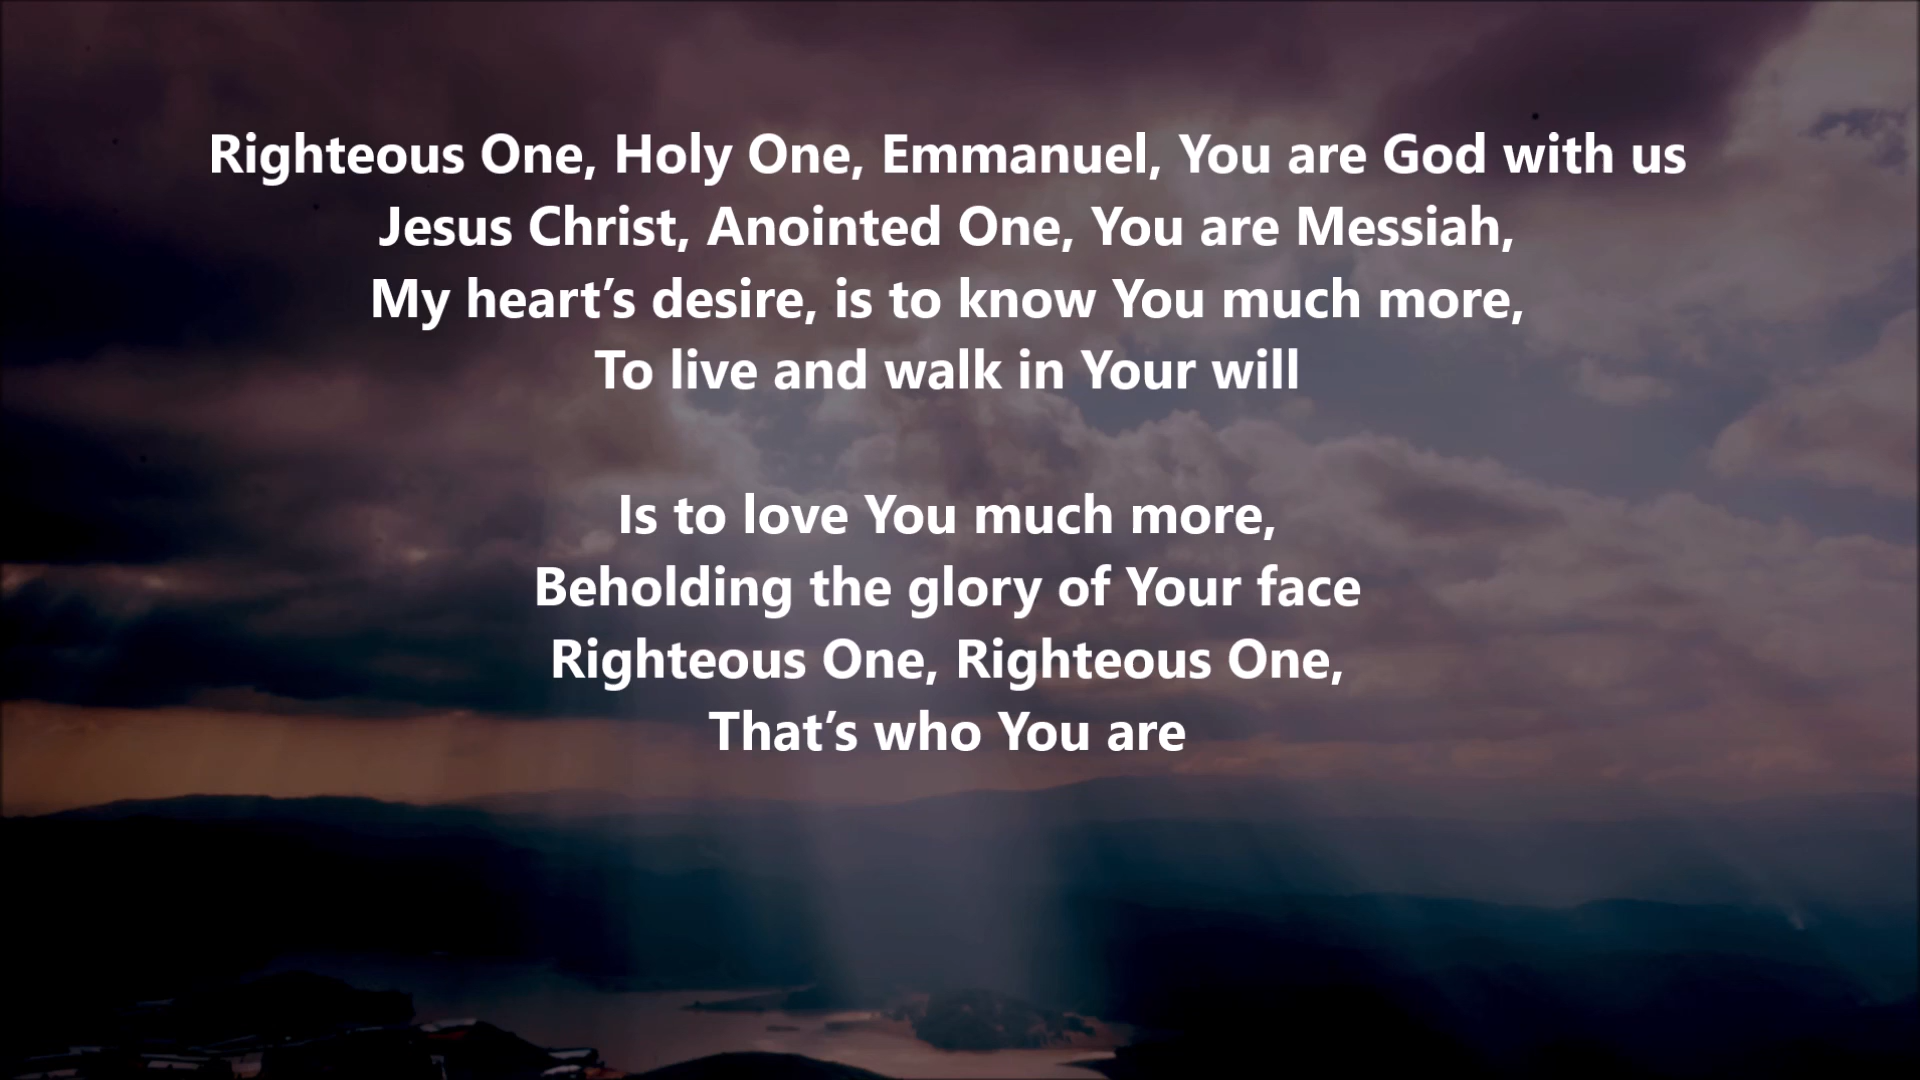 Righteous One, Holy One, Emmanuel, You are God with us
Jesus Christ, Anointed One, You are Messiah,
My heart’s desire, is to know You much more,
To live and walk in Your will
Is to love You much more,
Beholding the glory of Your face
Righteous One, Righteous One,
That’s who You are